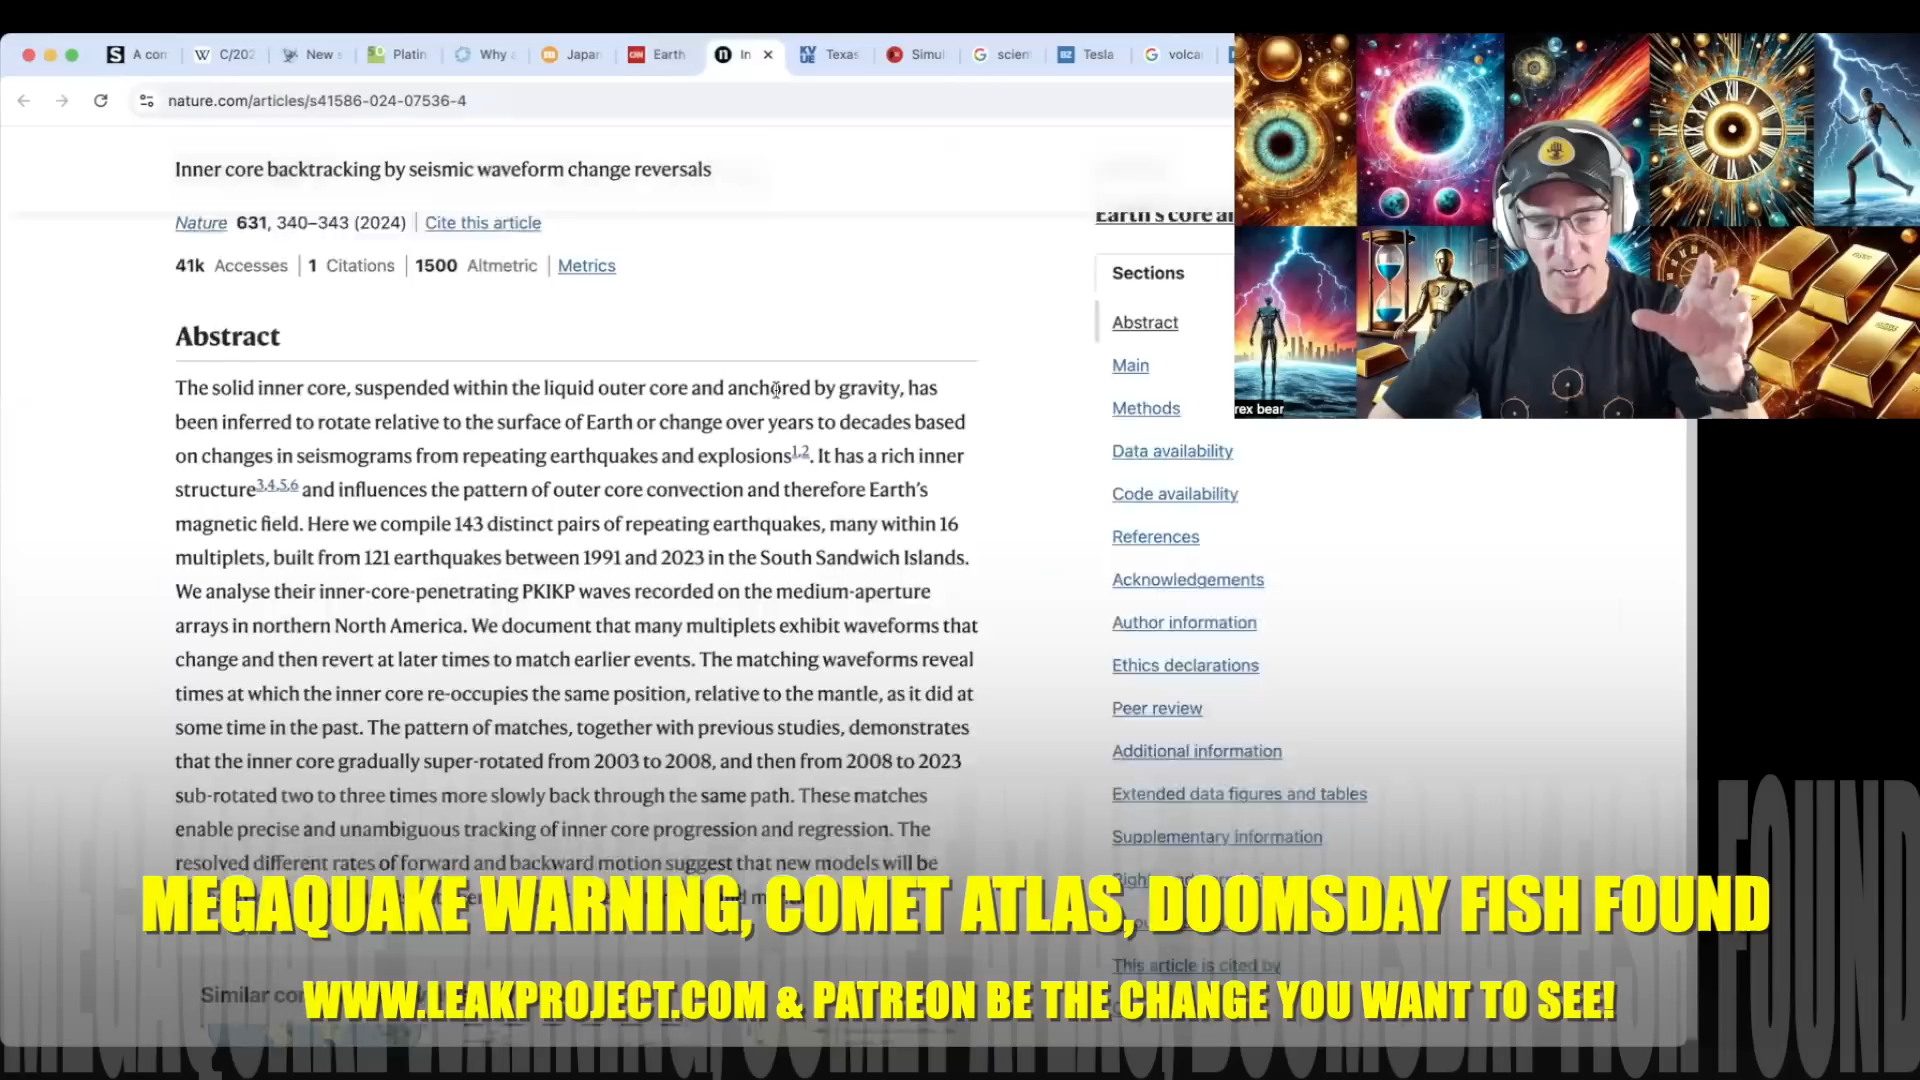 A con
C/202
New s
Platin
Why a
Japan
CNN Earth
In
KVUE Texas
Simul
scien
BZ Tesla
volca
nature.com/articles/s41586-024-07536-4
Inner core backtracking by seismic waveform change reversals
Nature 631, 340–343 (2024) | Cite this article
41k Accesses | 1 Citations | 1500 Altmetric | Metrics
Abstract
The solid inner core, suspended within the liquid outer core and anchored by gravity, has
been inferred to rotate relative to the surface of Earth or change over years to decades based
on changes in seismograms from repeating earthquakes and explosions1,2. It has a rich inner
structure3,4,5,6 and influences the pattern of outer core convection and therefore Earth's
magnetic field. Here we compile 143 distinct pairs of repeating earthquakes, many within 16
multiplets, built from 121 earthquakes between 1991 and 2023 in the South Sandwich Islands.
We analyse their inner-core-penetrating PKIKP waves recorded on the medium-aperture
arrays in northern North America. We document that many multiplets exhibit waveforms that
change and then revert at later times to match earlier events. The matching waveforms reveal
times at which the inner core re-occupies the same position, relative to the mantle, as it did at
some time in the past. The pattern of matches, together with previous studies, demonstrates
that the inner core gradually super-rotated from 2003 to 2008, and then from 2008 to 2023
sub-rotated two to three times more slowly back through the same path. These matches
enable precise and unambiguous tracking of inner core progression and regression. The
resolved different rates of forward and backward motion suggest that new models will be
Similar con
Earth's core an
Sections
Abstract
Main
Methods
Data availability
Code availability
References
Acknowledgements
Author information
Ethics declarations
Peer review
Additional information
Extended data figures and tables
Supplementary information
This article is cited by
rex bear
MEGAQUAKE WARNING, COMET ATLAS, DOOMSDAY FISH FOUND
WWW.LEAKPROJECT.COM & PATREON BE THE CHANGE YOU WANT TO SEE!